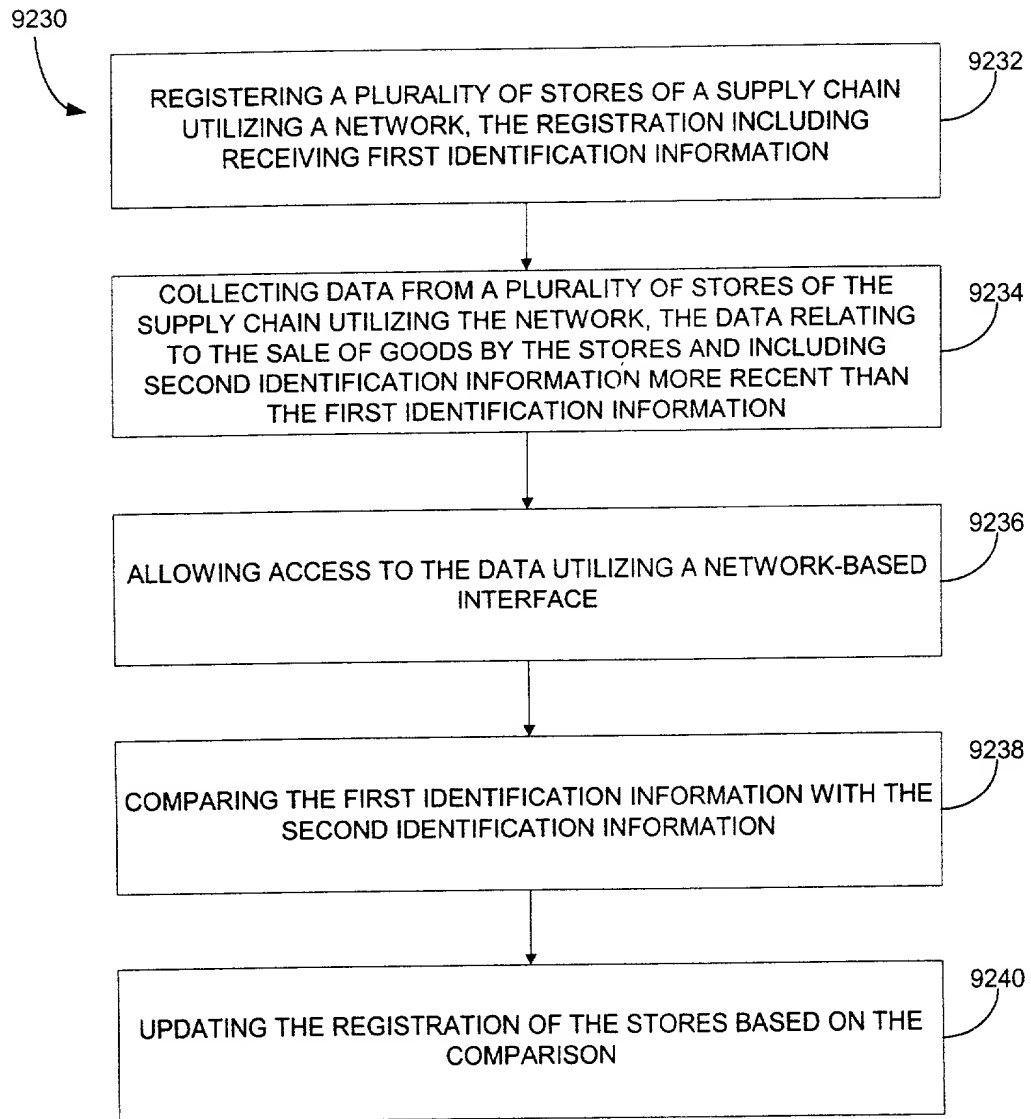 9230
9232
REGISTERING A PLURALITY OF STORES OF A SUPPLY CHAIN
UTILIZING A NETWORK, THE REGISTRATION INCLUDING
RECEIVING FIRST IDENTIFICATION INFORMATION
9234
COLLECTING DATA FROM A PLURALITY OF STORES OF THE
SUPPLY CHAIN UTILIZING THE NETWORK, THE DATA RELATING
TO THE SALE OF GOODS BY THE STORES AND INCLUDING
SECOND IDENTIFICATION INFORMATION MORE RECENT THAN
THE FIRST IDENTIFICATION INFORMATION
9236
ALLOWING ACCESS TO THE DATA UTILIZING A NETWORK-BASED
INTERFACE
9238
COMPARING THE FIRST IDENTIFICATION INFORMATION WITH THE
SECOND IDENTIFICATION INFORMATION
9240
UPDATING THE REGISTRATION OF THE STORES BASED ON THE
COMPARISON